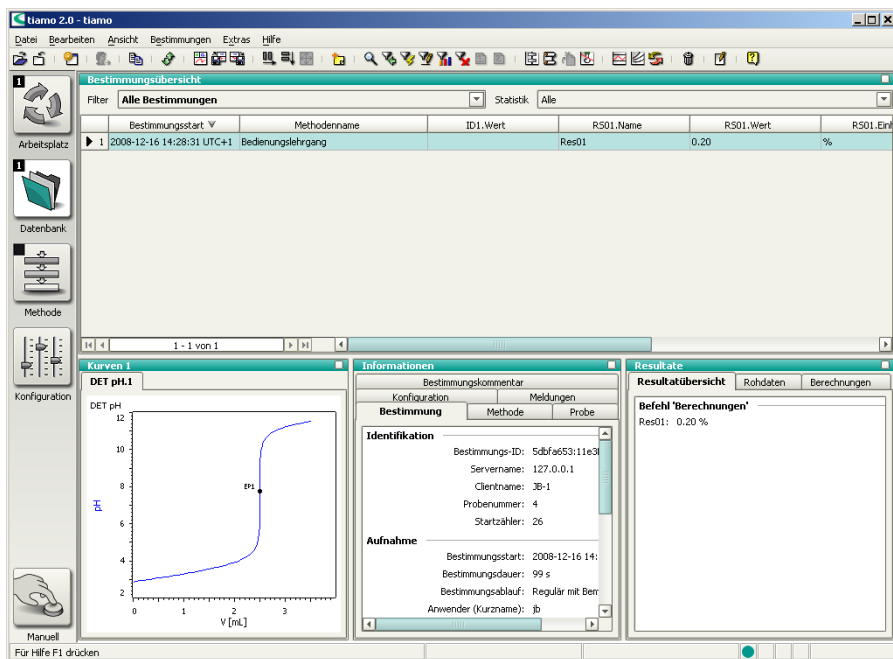 tiamo 2.0 - tiamo
Datei Bearbeiten Ansicht Bestimmungen Extras Hilfe
1
Arbeitsplatz
1
Datenbank
Methode
Konfiguration
Manuell
Bestimmungsübersicht
Filter Alle Bestimmungen Statistik Alle
Bestimmungsstart Methodenname ID1.Wert RS01.Name RS01.Wert RS01.Einh
1 2008-12-16 14:28:31 UTC+1 Bedienungslehrgang Res01 0.20 %
1 - 1 von 1
Kurven 1
DET pH.1
DET pH
12
10
8
6
4
2
pH
EP1
0 1 2 3
V [mL]
Informationen
Bestimmungskommentar
Konfiguration Meldungen
Bestimmung Methode Probe
Identifikation
Bestimmungs-ID: 5dbfa653:11e3
Servername: 127.0.0.1
Clientname: JB-1
Probenummer: 4
Startzähler: 26
Aufnahme
Bestimmungsstart: 2008-12-16 14:
Bestimmungsdauer: 99 s
Bestimmungsablauf: Regulär mit Bem
Anwender (Kurzname): jb
Resultate
Resultatübersicht Rohdaten Berechnungen
Befehl 'Berechnungen'
Res01: 0.20 %
Für Hilfe F1 drücken